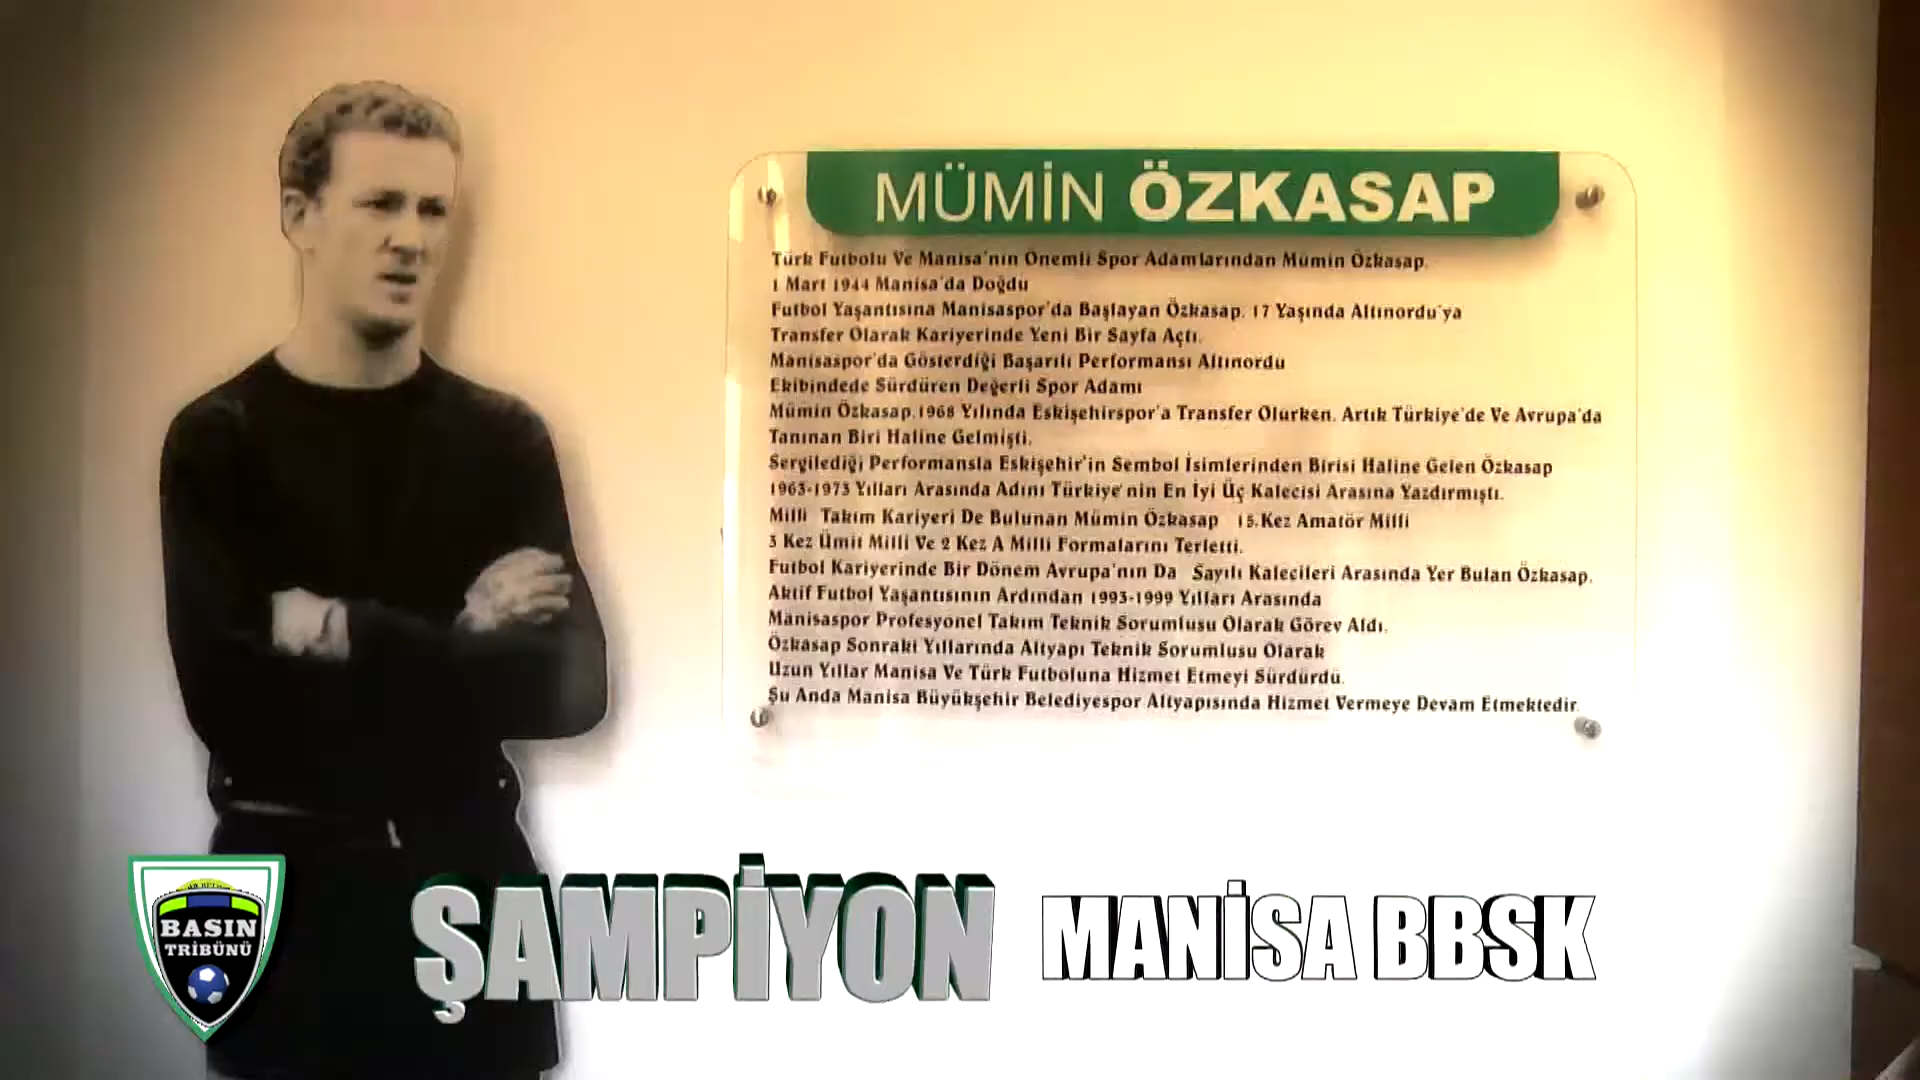 MÜMİN ÖZKASAP
Türk Futbolu Ve Manisa'nın Önemli Spor Adamlarından Mümin Özkasap,
1 Mart 1944 Manisa'da Doğdu
Futbol Yaşantısına Manisaspor'da Başlayan Özkasap, 17 Yaşında Altınordu'ya
Transfer Olarak Kariyerinde Yeni Bir Sayfa Açtı.
Manisaspor'da Gösterdiği Başarılı Performansı Altınordu
Ekibindede Sürdüren Değerli Spor Adamı
Mümin Özkasap,1968 Yılında Eskişehirspor'a Transfer Olurken, Artık Türkiye'de Ve Avrupa'da
Tanınan Biri Haline Gelmişti.
Sergilediği Performansla Eskişehir'in Sembol İsimlerinden Birisi Haline Gelen Özkasap
1963-1973 Yılları Arasında Adını Türkiye'nin En İyi Üç Kalecisi Arasına Yazdırmıştı.
Milli Takım Kariyeri De Bulunan Mümin Özkasap 15.Kez Amatör Milli
3 Kez Ümit Milli Ve 2 Kez A Milli Formalarını Terletti.
Futbol Kariyerinde Bir Dönem Avrupa'nın Da Sayılı Kalecileri Arasında Yer Bulan Özkasap,
Aktif Futbol Yaşantısının Ardından 1993-1999 Yılları Arasında
Manisaspor Profesyonel Takım Teknik Sorumlusu Olarak Görev Aldı.
Özkasap Sonraki Yıllarında Altyapı Teknik Sorumlusu Olarak
Uzun Yıllar Manisa Ve Türk Futboluna Hizmet Etmeyi Sürdürdü.
Şu Anda Manisa Büyükşehir Belediyespor Altyapısında Hizmet Vermeye Devam Etmektedir.
BASIN
TRİBÜNÜ
ŞAMPİYON MANİSA BBSK